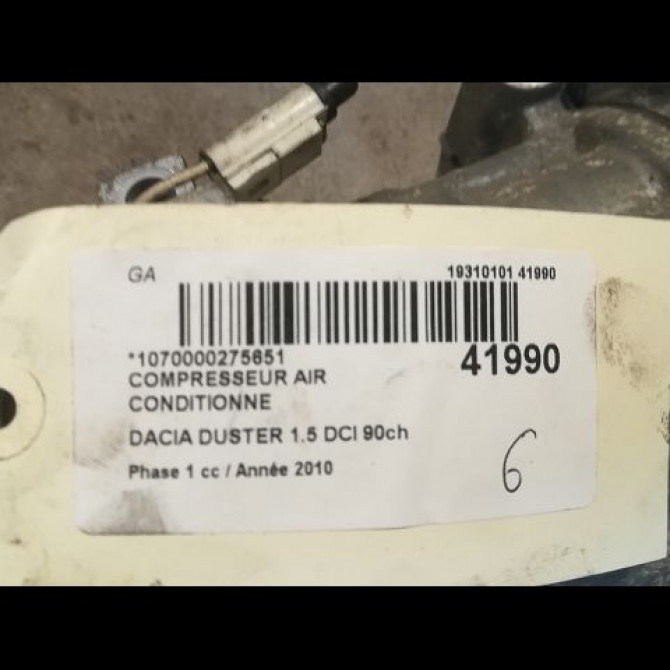 GA
19310101 41990
*1070000275651
41990
COMPRESSEUR AIR
CONDITIONNE
DACIA DUSTER 1.5 DCI 90ch
Phase 1 cc / Année 2010
6